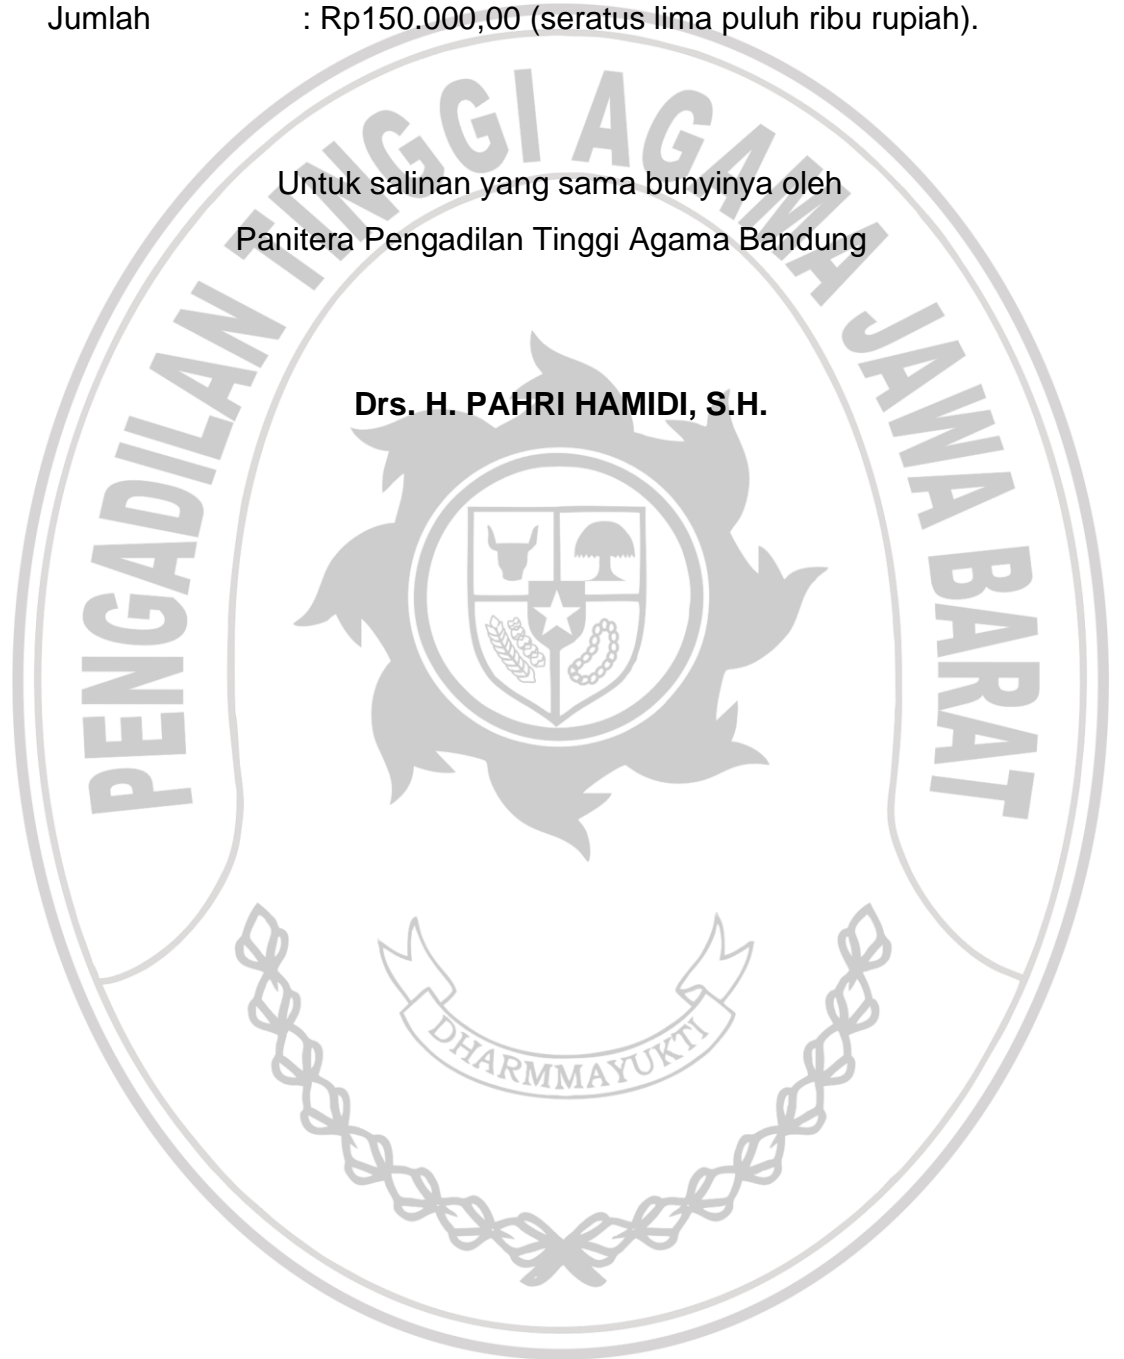 Jumlah : Rp150.000,00 (seratus lima puluh ribu rupiah).
Untuk salinan yang sama bunyinya oleh
Panitera Pengadilan Tinggi Agama Bandung
Drs. H. PAHRI HAMIDI, S.H.
PENGADILAN TINGGI AGAMA JAWA BARAT
DHARMMAYUKTI